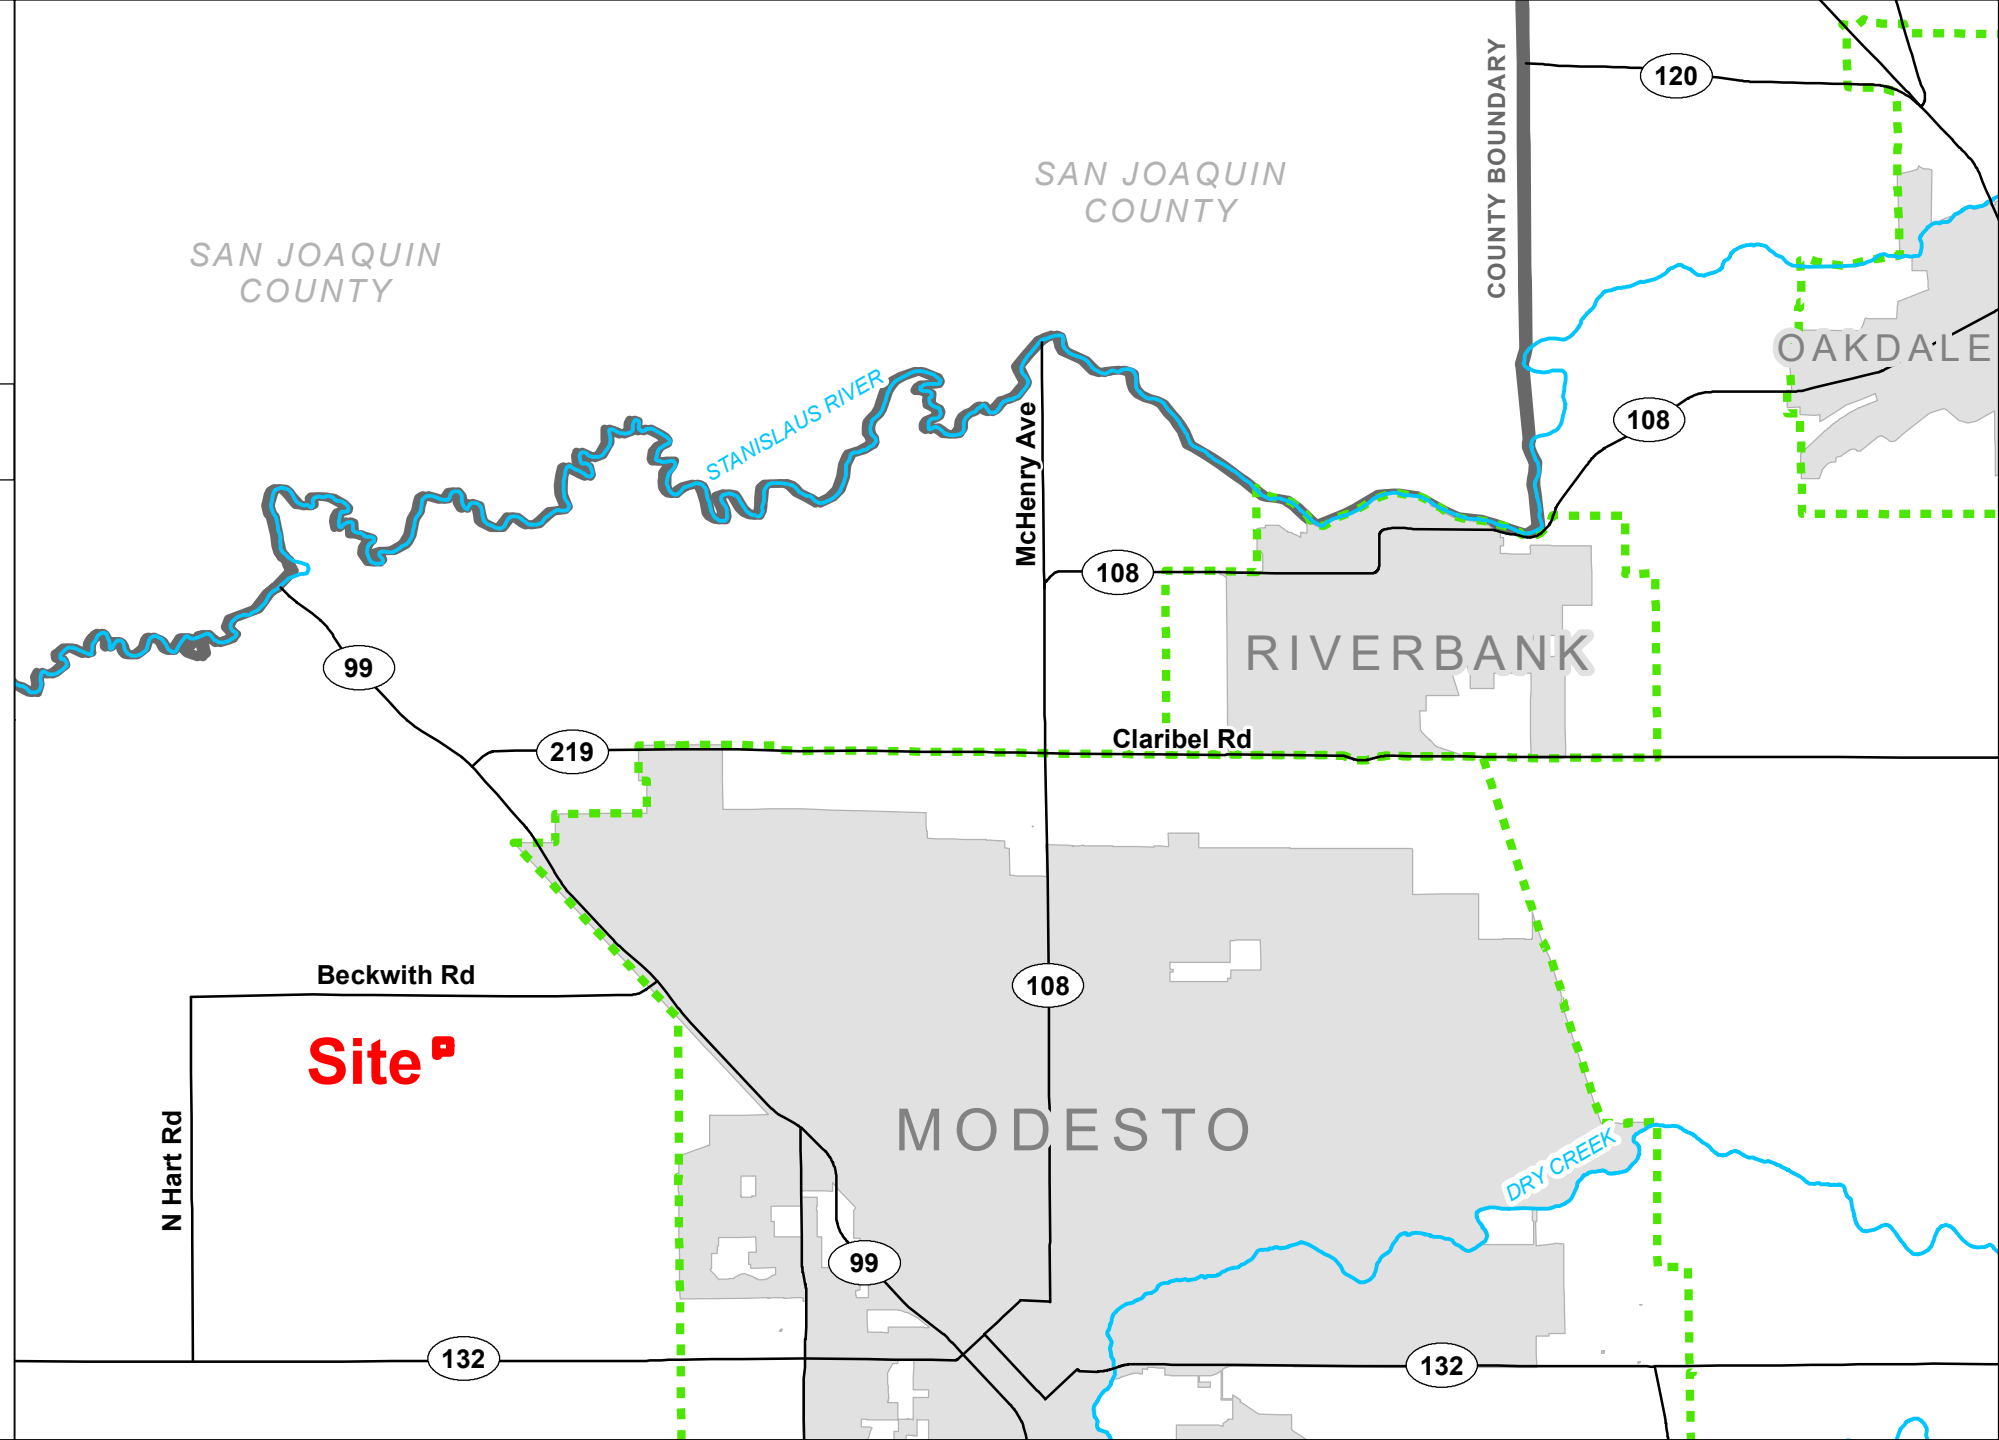 COUNTY BOUNDARY
120
SAN JOAQUIN
COUNTY
SAN JOAQUIN
COUNTY
OAKDALE
STANISLAUS RIVER
McHenry Ave
108
108
RIVERBANK
99
219
Claribel Rd
Beckwith Rd
108
Site
N Hart Rd
MODESTO
DRY CREEK
99
132
132